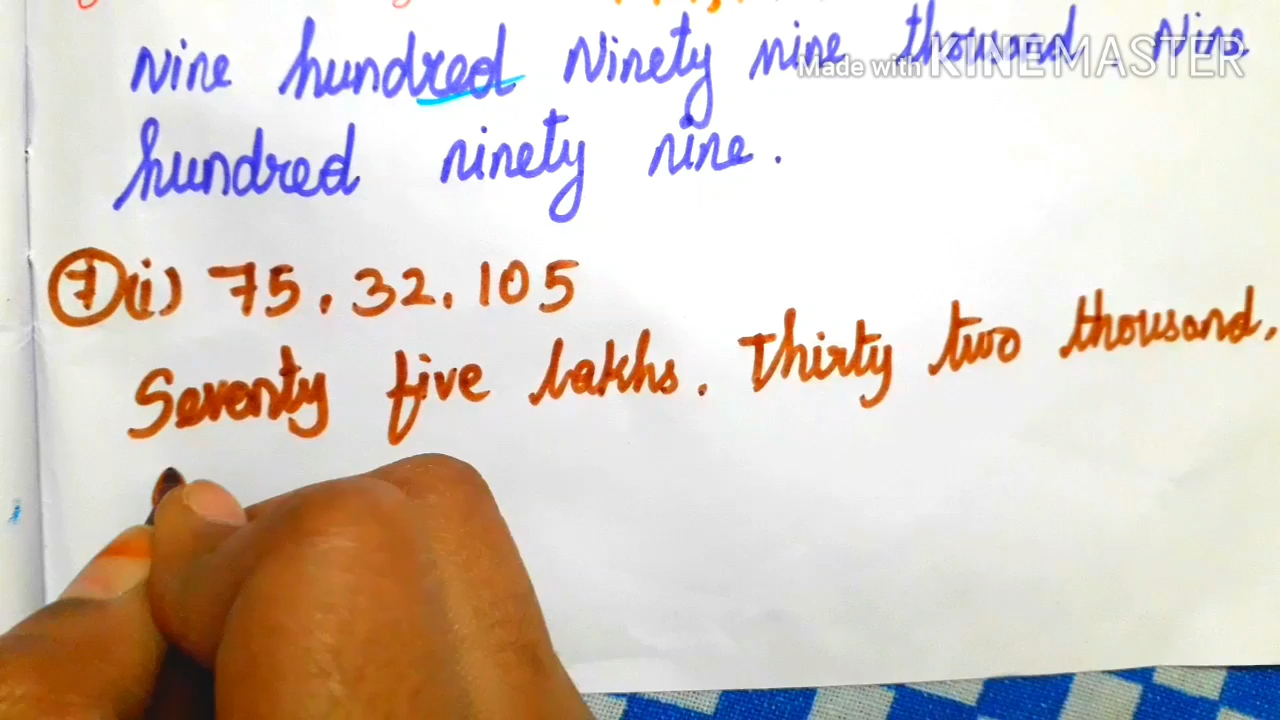 Nine hundred Ninety nine thousand. Nine
Made with KINEMASTER
hundred ninety nine.
7 (i) 75, 32, 105
Seventy five lakhs. Thirty two thousand,